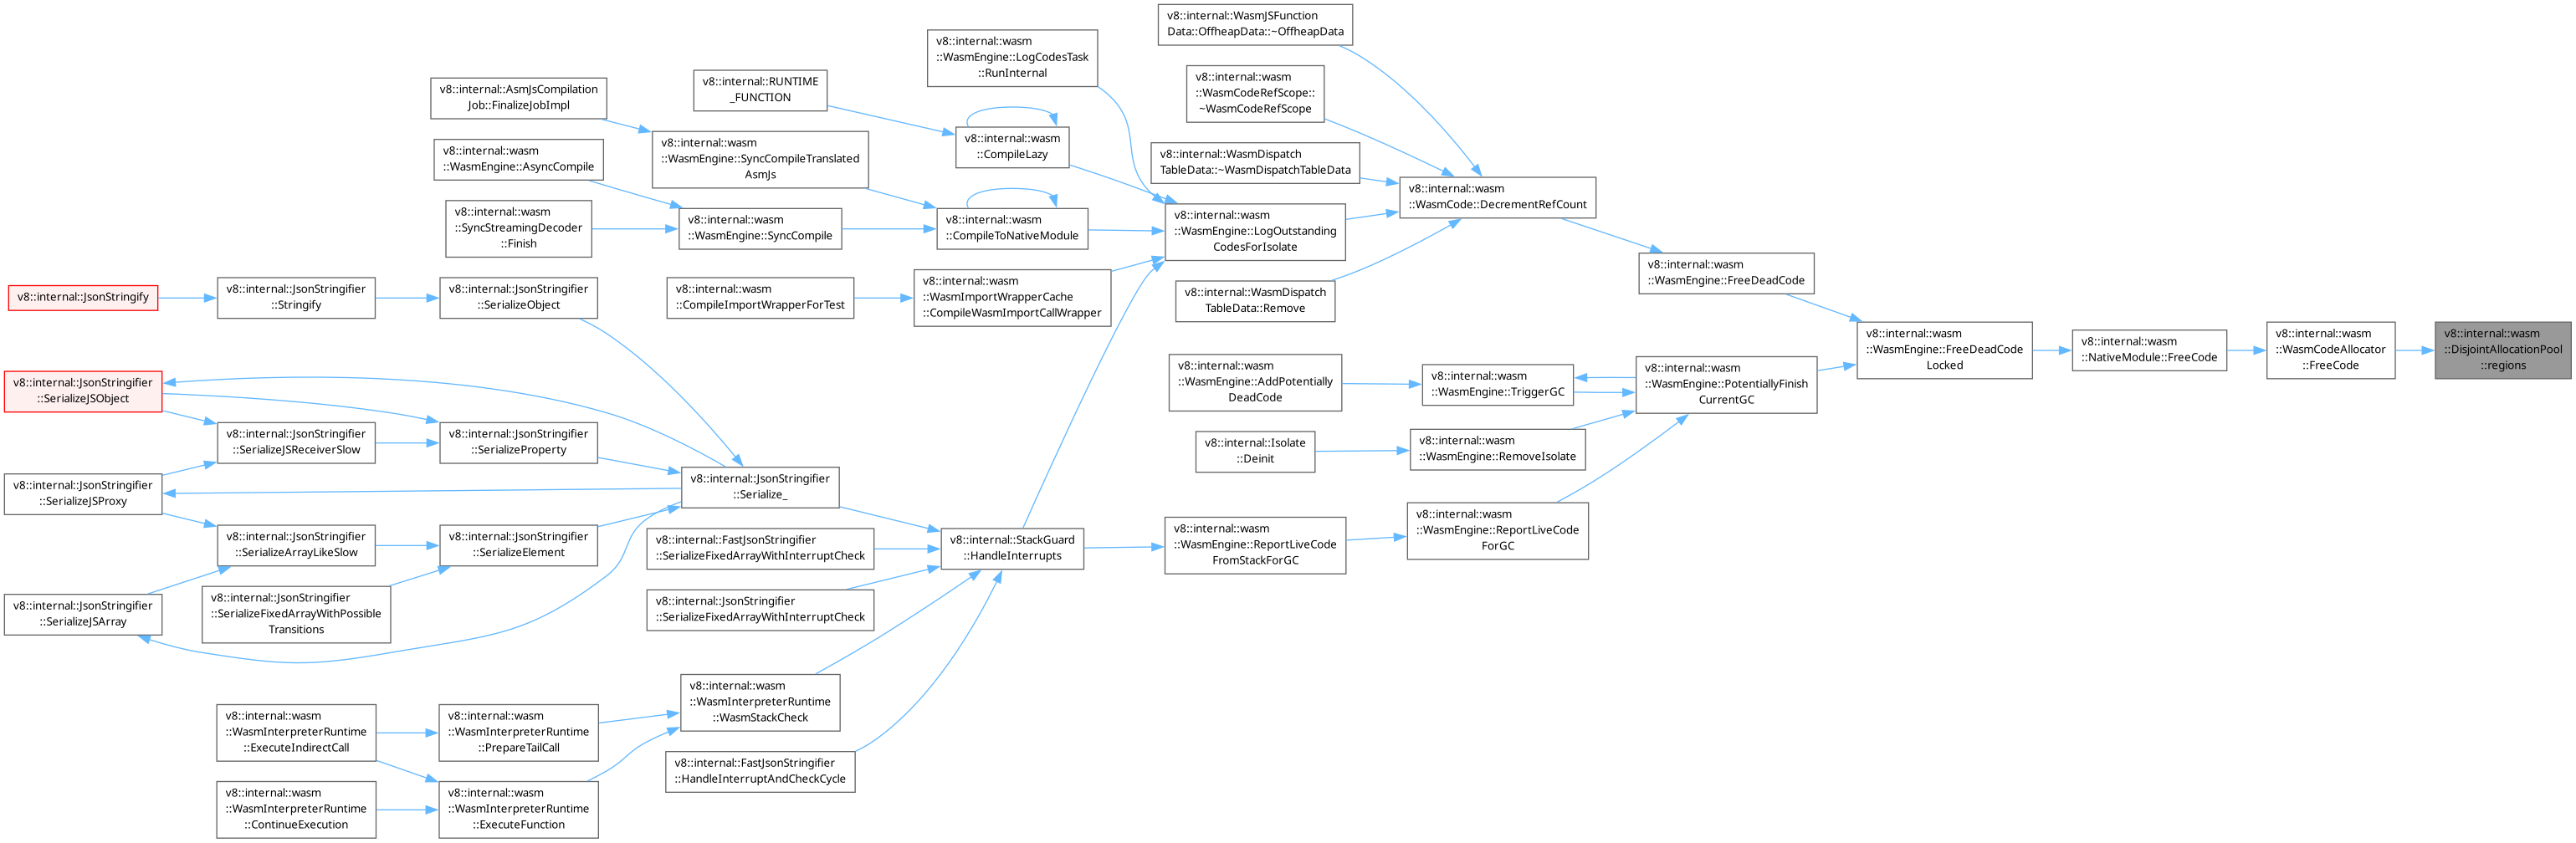 v8::internal::WasmJSFunction
Data::OffheapData::~OffheapData
v8::internal::wasm
::WasmEngine::LogCodesTask
::RunInternal
v8::internal::wasm
::WasmCodeRefScope::
~WasmCodeRefScope
v8::internal::RUNTIME
_FUNCTION
v8::internal::AsmJsCompilation
Job::FinalizeJobImpl
v8::internal::wasm
::CompileLazy
v8::internal::wasm
::WasmEngine::SyncCompileTranslated
AsmJs
v8::internal::wasm
::WasmEngine::AsyncCompile
v8::internal::WasmDispatch
TableData::~WasmDispatchTableData
v8::internal::wasm
::WasmCode::DecrementRefCount
v8::internal::wasm
::SyncStreamingDecoder
::Finish
v8::internal::wasm
::WasmEngine::SyncCompile
v8::internal::wasm
::CompileToNativeModule
v8::internal::wasm
::WasmEngine::LogOutstanding
CodesForIsolate
v8::internal::wasm
::WasmEngine::FreeDeadCode
v8::internal::JsonStringify
v8::internal::JsonStringifier
::Stringify
v8::internal::JsonStringifier
::SerializeObject
v8::internal::wasm
::CompileImportWrapperForTest
v8::internal::wasm
::WasmImportWrapperCache
::CompileWasmImportCallWrapper
v8::internal::WasmDispatch
TableData::Remove
v8::internal::wasm
::WasmEngine::FreeDeadCode
Locked
v8::internal::wasm
::NativeModule::FreeCode
v8::internal::wasm
::WasmCodeAllocator
::FreeCode
v8::internal::wasm
::DisjointAllocationPool
::regions
v8::internal::JsonStringifier
::SerializeJSObject
v8::internal::wasm
::WasmEngine::AddPotentially
DeadCode
v8::internal::wasm
::WasmEngine::TriggerGC
v8::internal::wasm
::WasmEngine::PotentiallyFinish
CurrentGC
v8::internal::JsonStringifier
::SerializeJSReceiverSlow
v8::internal::JsonStringifier
::SerializeProperty
v8::internal::Isolate
::Deinit
v8::internal::wasm
::WasmEngine::RemoveIsolate
v8::internal::JsonStringifier
::SerializeJSProxy
v8::internal::JsonStringifier
::Serialize_
v8::internal::JsonStringifier
::SerializeArrayLikeSlow
v8::internal::JsonStringifier
::SerializeElement
v8::internal::FastJsonStringifier
::SerializeFixedArrayWithInterruptCheck
v8::internal::StackGuard
::HandleInterrupts
v8::internal::wasm
::WasmEngine::ReportLiveCode
FromStackForGC
v8::internal::wasm
::WasmEngine::ReportLiveCode
ForGC
v8::internal::JsonStringifier
::SerializeJSArray
v8::internal::JsonStringifier
::SerializeFixedArrayWithPossible
Transitions
v8::internal::JsonStringifier
::SerializeFixedArrayWithInterruptCheck
v8::internal::wasm
::WasmInterpreterRuntime
::WasmStackCheck
v8::internal::wasm
::WasmInterpreterRuntime
::ExecuteIndirectCall
v8::internal::wasm
::WasmInterpreterRuntime
::PrepareTailCall
v8::internal::FastJsonStringifier
::HandleInterruptAndCheckCycle
v8::internal::wasm
::WasmInterpreterRuntime
::ContinueExecution
v8::internal::wasm
::WasmInterpreterRuntime
::ExecuteFunction